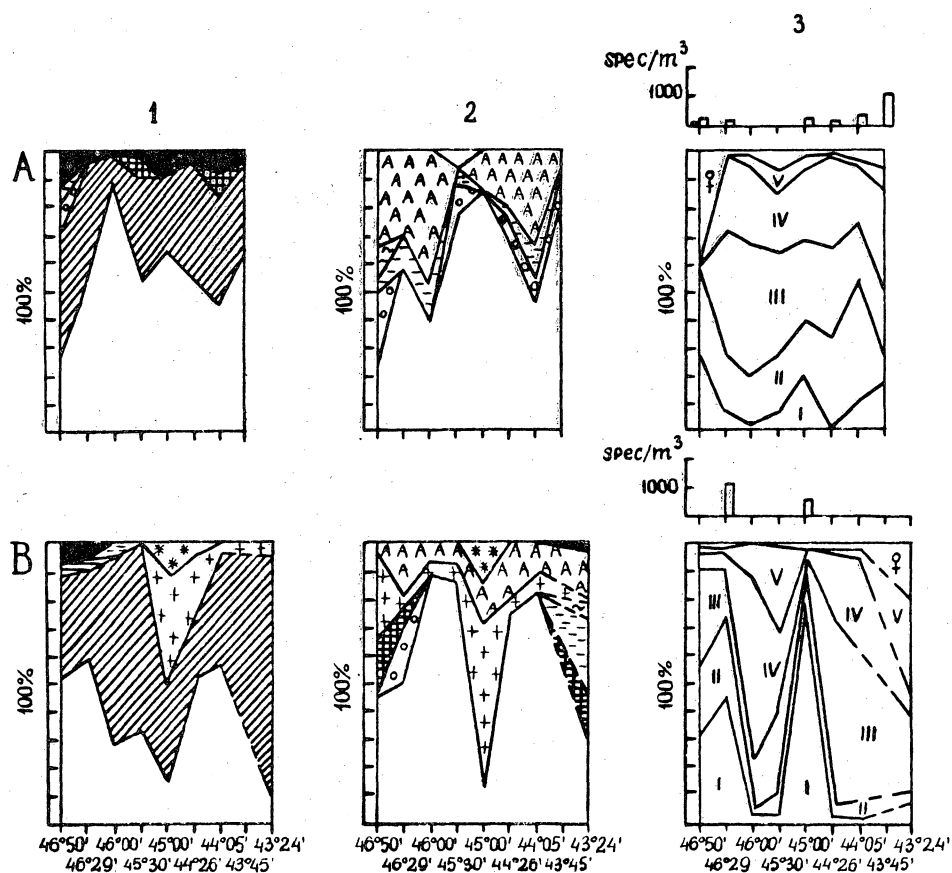 3
spec/m³
1000
1
2
A
B
100%
100%
100%
♀
V
IV
III
II
I
spec/m³
1000
100%
100%
100%
III
II
I
V
IV
I
♀
V
IV
III
II
46°50' 46°00' 45°00' 44°05' 43°24'
46°29' 45°30' 44°26' 43°45'
46°50' 46°00' 45°00' 44°05' 43°24'
46°29' 45°30' 44°26' 43°45'
46°50' 46°00' 45°00' 44°05' 43°24'
46°29 45°30' 44°26' 43°45'